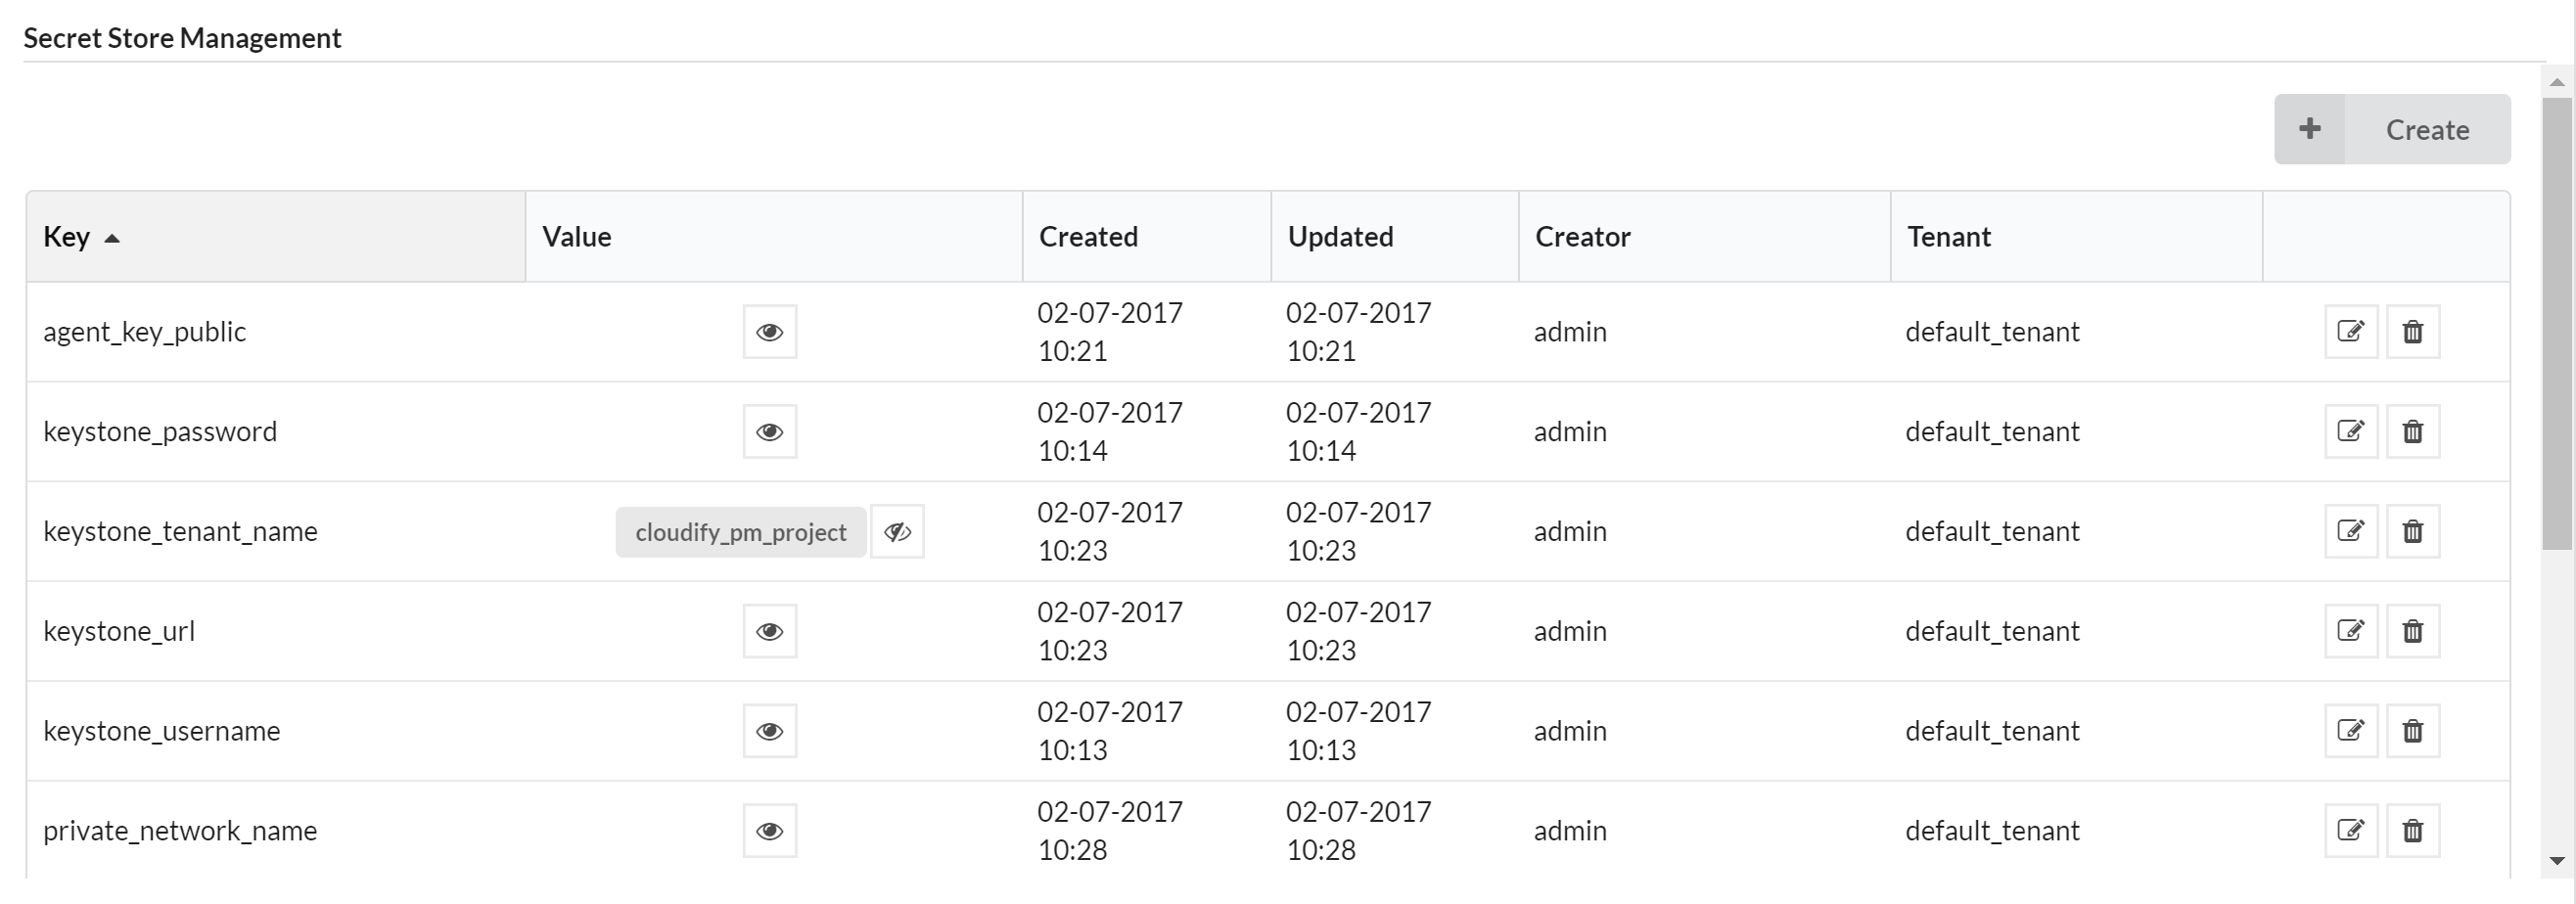 Secret Store Management
Create
Key Value Created Updated Creator Tenant
agent_key_public 02-07-2017 10:21 02-07-2017 10:21 admin default_tenant
keystone_password 02-07-2017 10:14 02-07-2017 10:14 admin default_tenant
keystone_tenant_name cloudify_pm_project 02-07-2017 10:23 02-07-2017 10:23 admin default_tenant
keystone_url 02-07-2017 10:23 02-07-2017 10:23 admin default_tenant
keystone_username 02-07-2017 10:13 02-07-2017 10:13 admin default_tenant
private_network_name 02-07-2017 10:28 02-07-2017 10:28 admin default_tenant